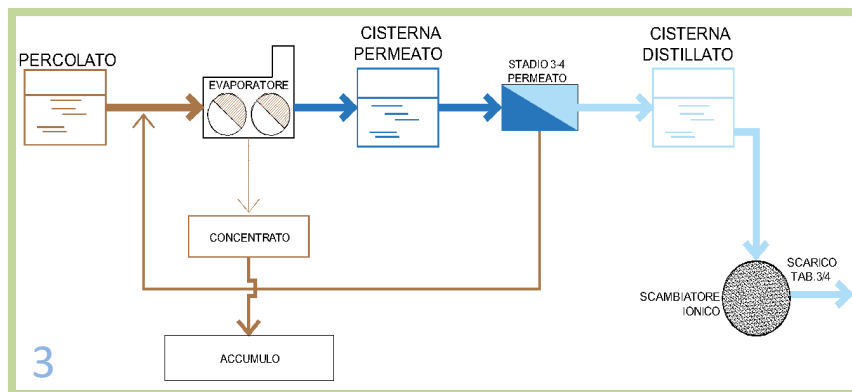 PERCOLATO
EVAPORATORE
CISTERNA
PERMEATO
STADIO 3-4
PERMEATO
CISTERNA
DISTILLATO
CONCENTRATO
ACCUMULO
SCAMBIATORE
IONICO
SCARICO
TAB.3/4
3